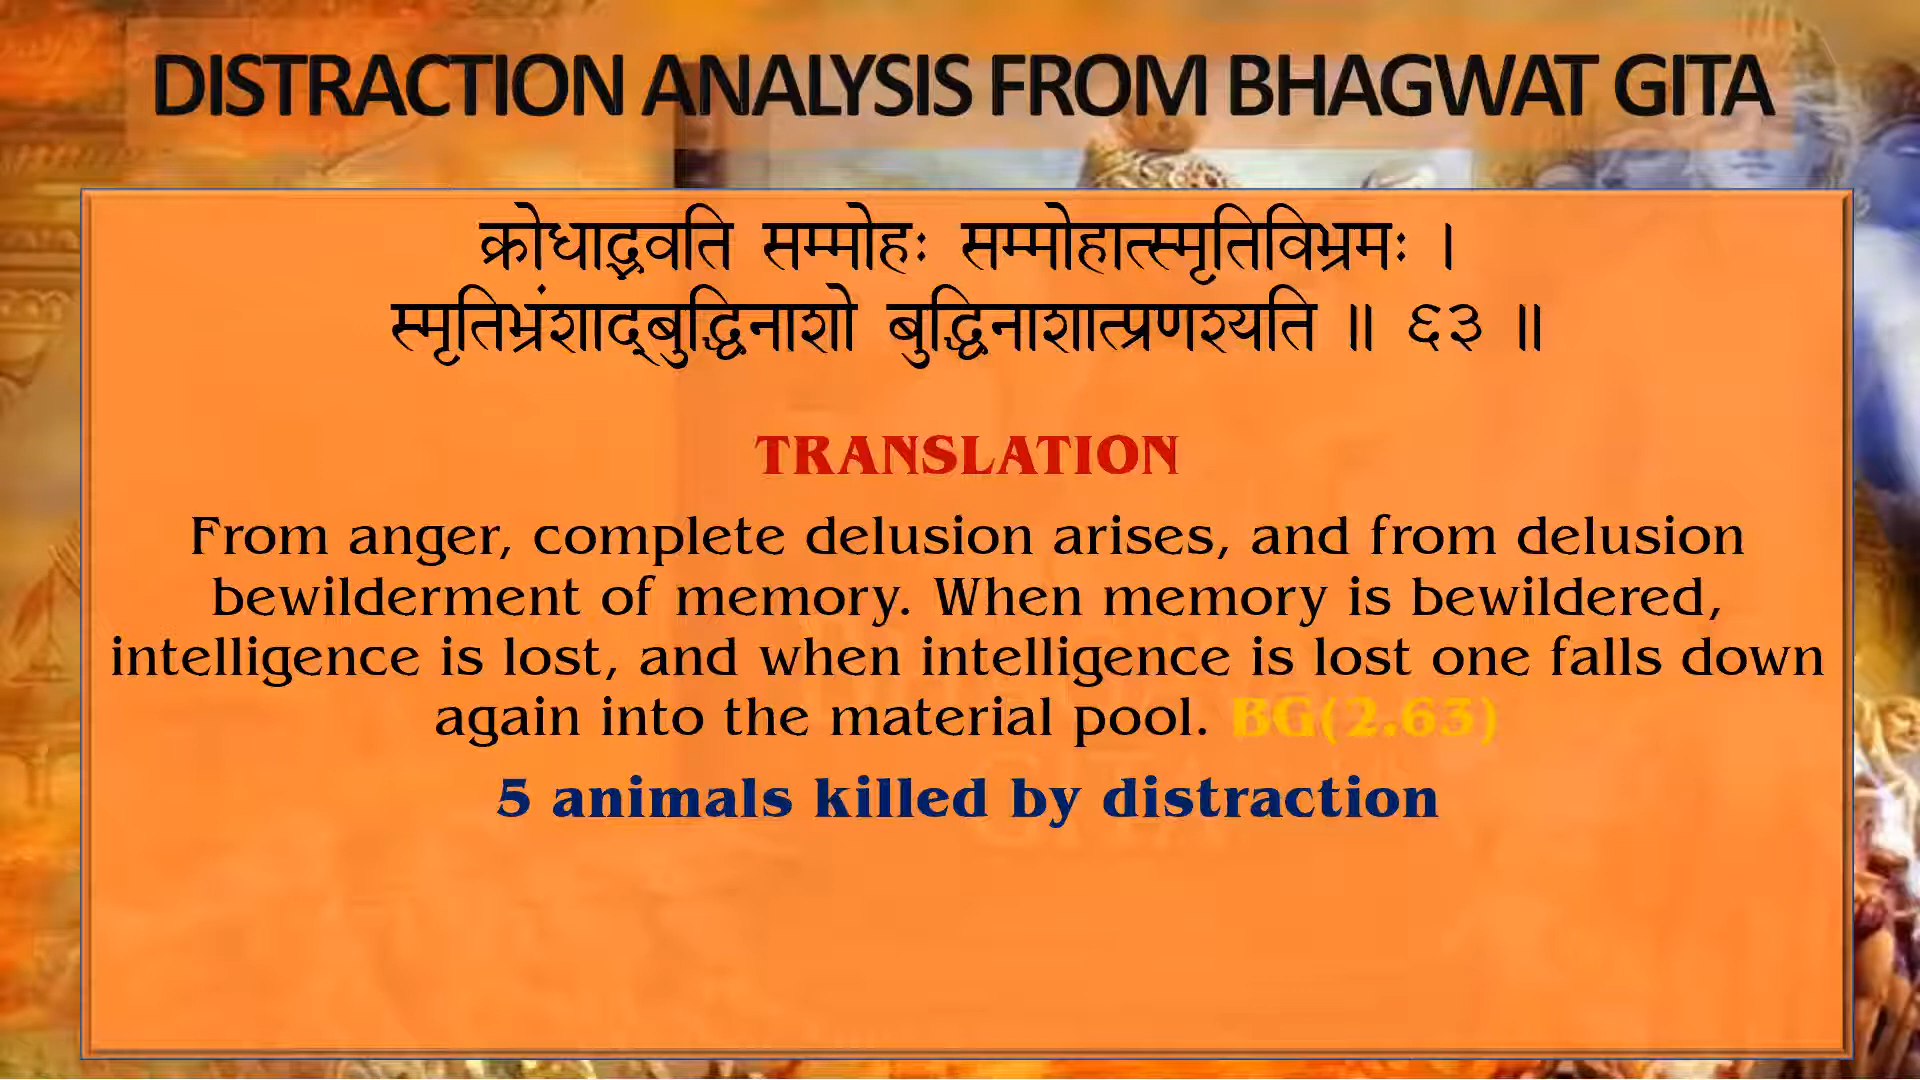 DISTRACTION ANALYSIS FROM BHAGWAT GITA
क्रोधाद्भवति सम्मोहः सम्मोहात्स्मृतिविभ्रमः ।
स्मृतिभ्रंशाद्‍बुद्धिनाशो बुद्धिनाशात्प्रणश्यति ॥ ६३ ॥
TRANSLATION
From anger, complete delusion arises, and from delusion
bewilderment of memory. When memory is bewildered,
intelligence is lost, and when intelligence is lost one falls down
again into the material pool. BG(2.63)
5 animals killed by distraction